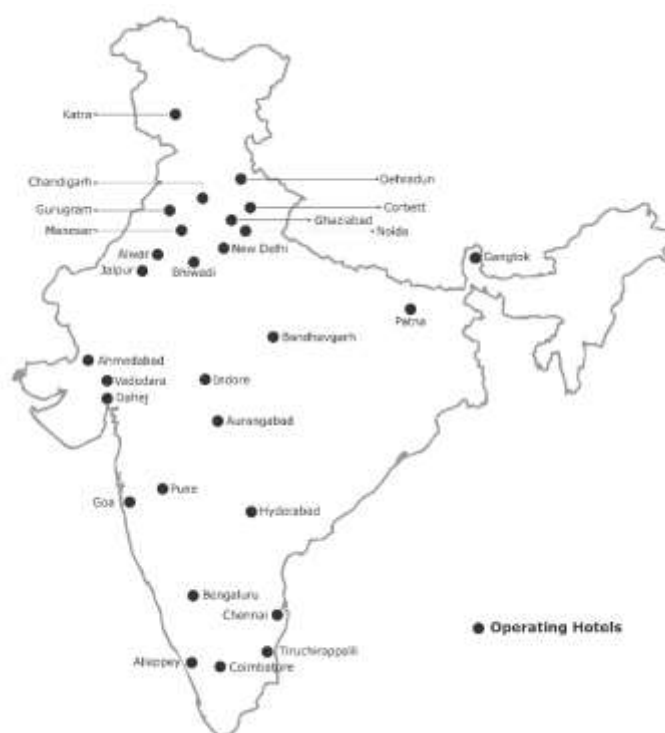 Katra
Chandigarh
Dehradun
Gurugram
Corbett
Ghaziabad
Manesar
Noida
Alwar
New Delhi
Jaipur
Bhiwadi
Gangtok
Patna
Bandhavgarh
Ahmedabad
Vadodara
Indore
Dahej
Aurangabad
Pune
Goa
Hyderabad
Bengaluru
Chennai
Operating Hotels
Tiruchirappalli
Alleppey
Coimbatore